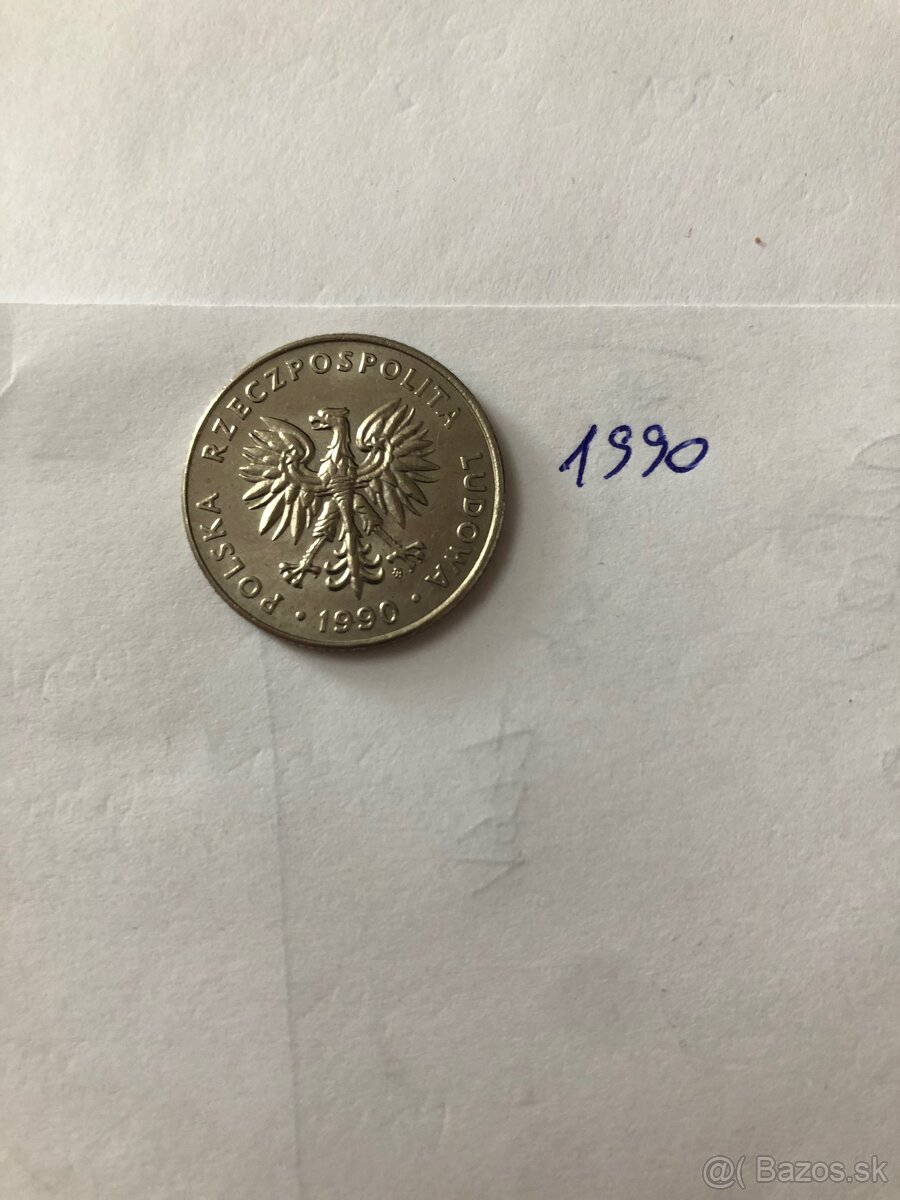 POLSKA RZECZPOSPOLITA LUDOWA
· 1990 ·
1990
@( Bazos.sk